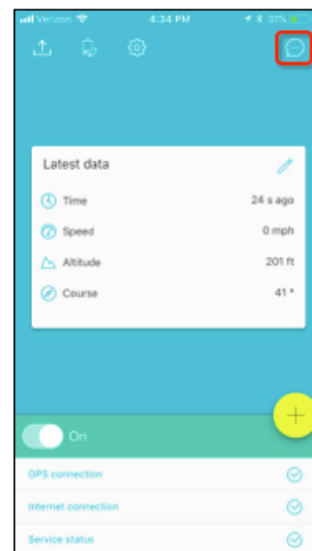 Verizon 4:34 PM 31%
Latest data
Time 24 s ago
Speed 0 mph
Altitude 201 ft
Course 41 °
On
GPS connection
Internet connection
Service status